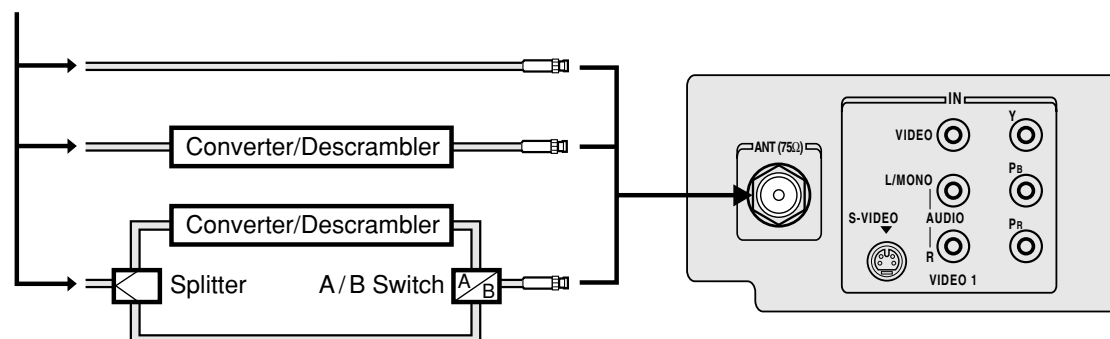 Converter/Descrambler
Converter/Descrambler
Splitter
A/B Switch
A/B
ANT (75Ω)
IN
VIDEO
Y
L/MONO
PB
S-VIDEO
AUDIO
PR
R
VIDEO 1